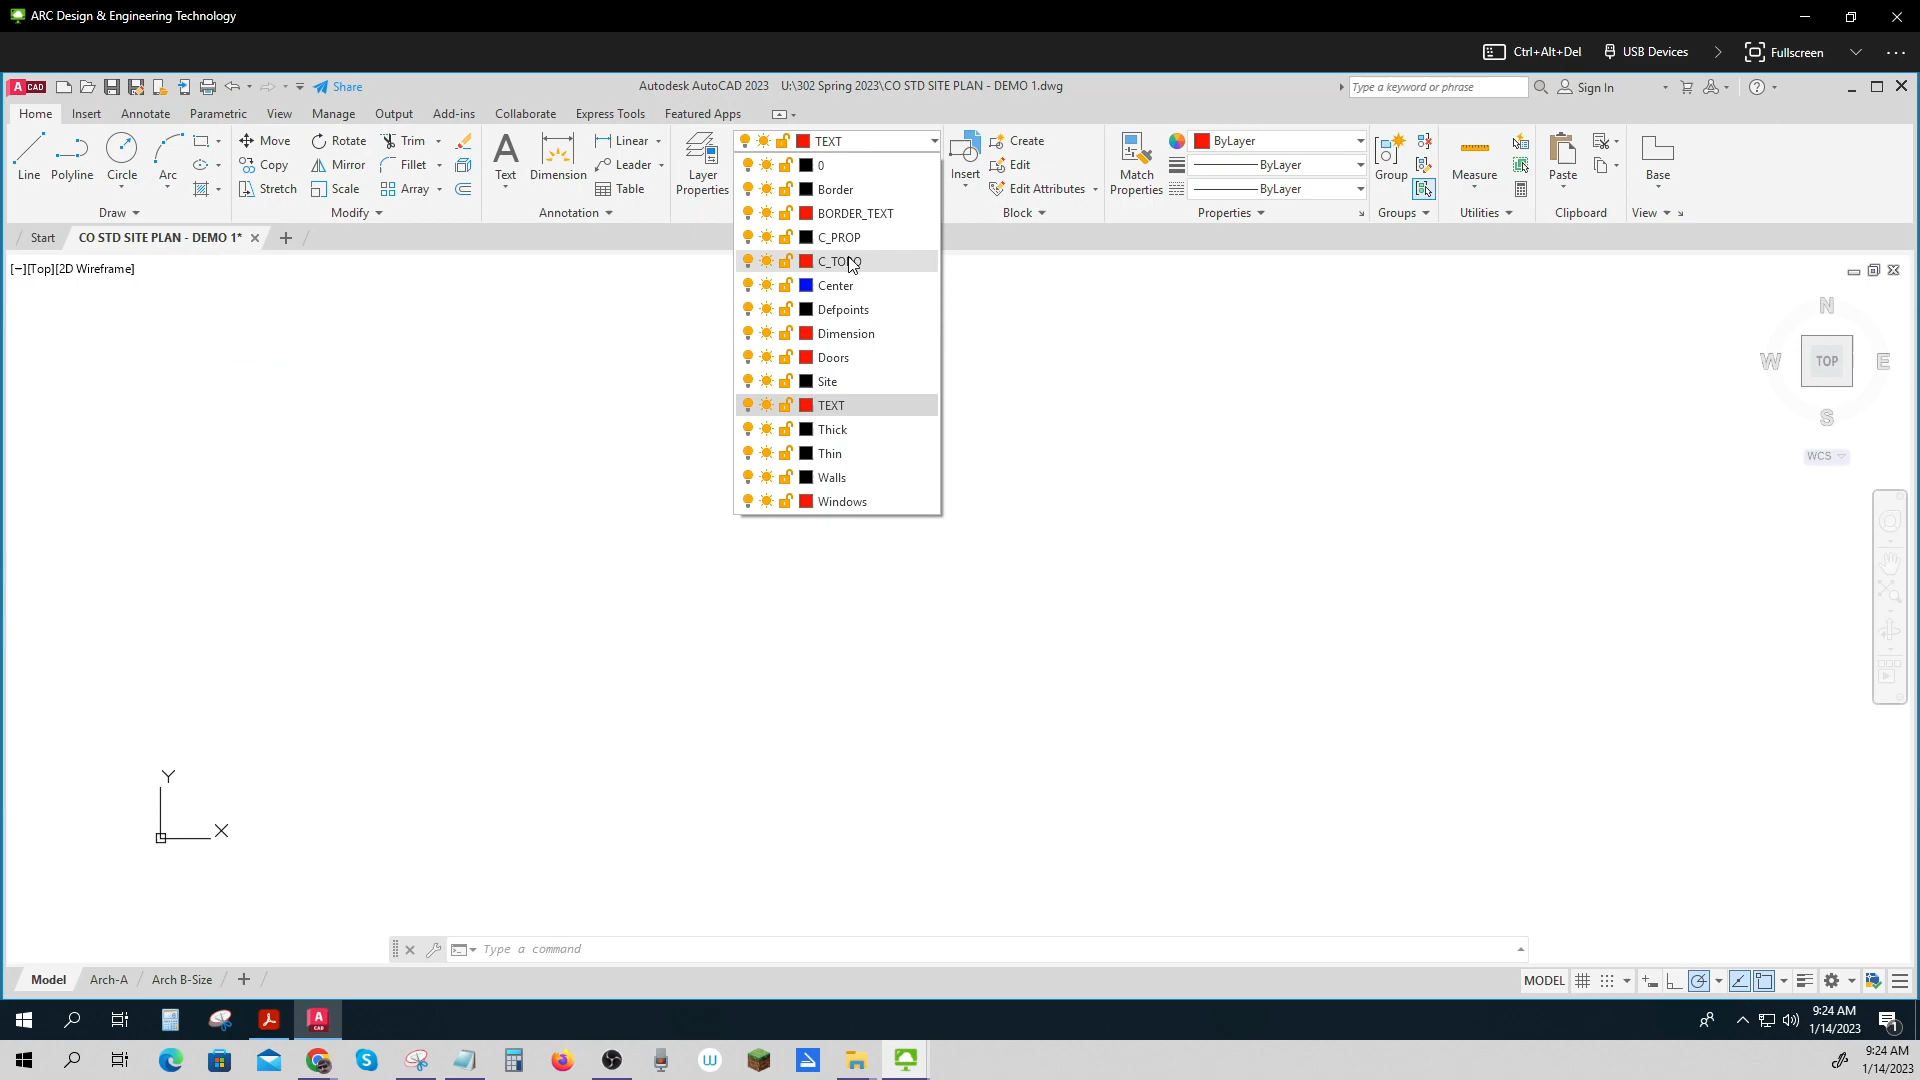 ARC Design & Engineering Technology
Ctrl+Alt+Del USB Devices Fullscreen
A CAD Share Autodesk AutoCAD 2023 U:\302 Spring 2023\CO STD SITE PLAN - DEMO 1.dwg Type a keyword or phrase Sign In
Home Insert Annotate Parametric View Manage Output Add-ins Collaborate Express Tools Featured Apps
Line Polyline Circle Arc
Draw
Move Rotate Trim
Copy Mirror Fillet
Stretch Scale Array
Modify
Text Dimension
Linear
Leader
Table
Annotation
Layer Properties
TEXT
0
Border
BORDER_TEXT
C_PROP
C_TOPO
Center
Defpoints
Dimension
Doors
Site
TEXT
Thick
Thin
Walls
Windows
Insert
Create
Edit
Edit Attributes
Block
Match Properties
ByLayer
ByLayer
ByLayer
Properties
Group
Groups
Measure
Utilities
Paste
Clipboard
Base
View
Start CO STD SITE PLAN - DEMO 1*
[−][Top][2D Wireframe]
N
W TOP E
S
WCS
Y
X
Type a command
Model Arch-A Arch B-Size
MODEL
A CAD
9:24 AM
1/14/2023
1
9:24 AM
1/14/2023